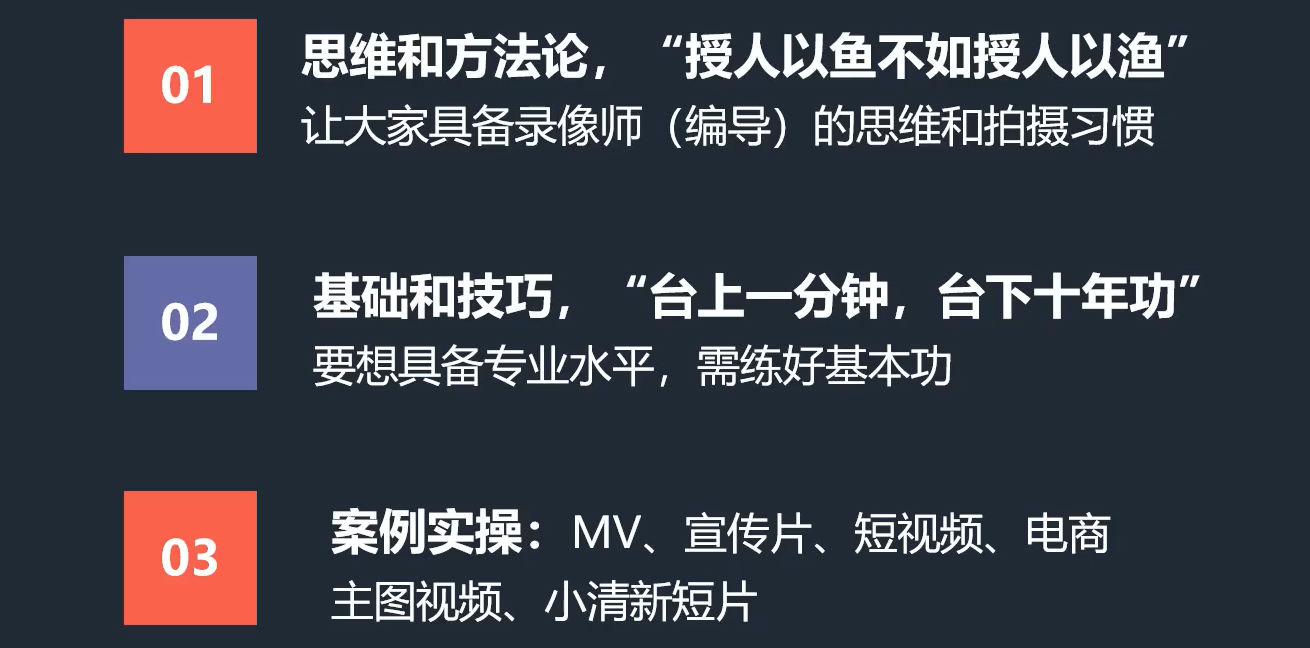 01
思维和方法论，“授人以鱼不如授人以渔”
让大家具备录像师（编导）的思维和拍摄习惯
02
基础和技巧，“台上一分钟，台下十年功”
要想具备专业水平，需练好基本功
03
案例实操：MV、宣传片、短视频、电商
主图视频、小清新短片